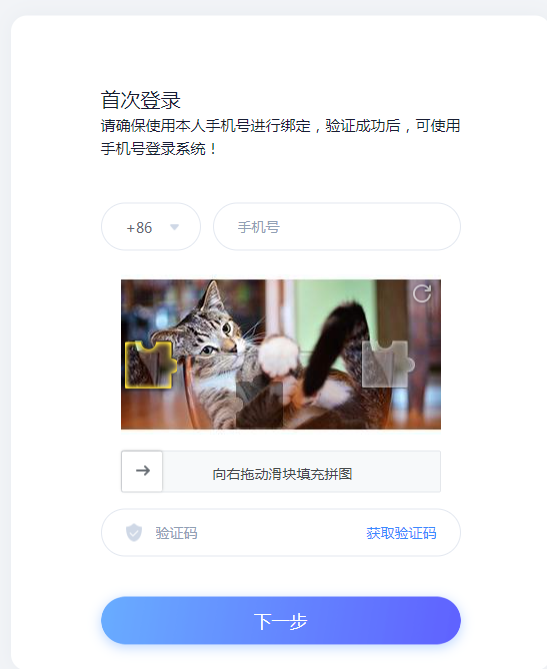 首次登录
请确保使用本人手机号进行绑定，验证成功后，可使用
手机号登录系统！
+86
手机号
向右拖动滑块填充拼图
验证码
获取验证码
下一步